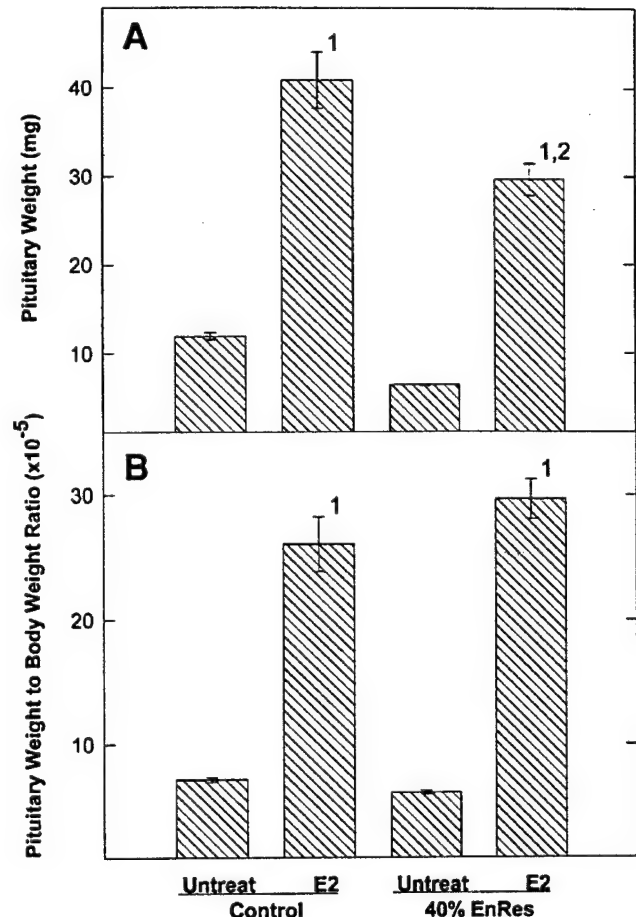 A
Pituitary Weight (mg)
40
30
20
10
1
1,2
B
Pituitary Weight to Body Weight Ratio (x10-5)
30
20
10
1
1
Untreat E2 Untreat E2
Control 40% EnRes